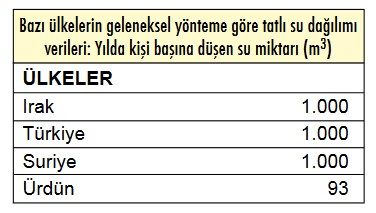 Bazı ülkelerin geleneksel yönteme göre tatlı su dağılımı
verileri: Yılda kişi başına düşen su miktarı (m³)
ÜLKELER
Irak 1.000
Türkiye 1.000
Suriye 1.000
Ürdün 93